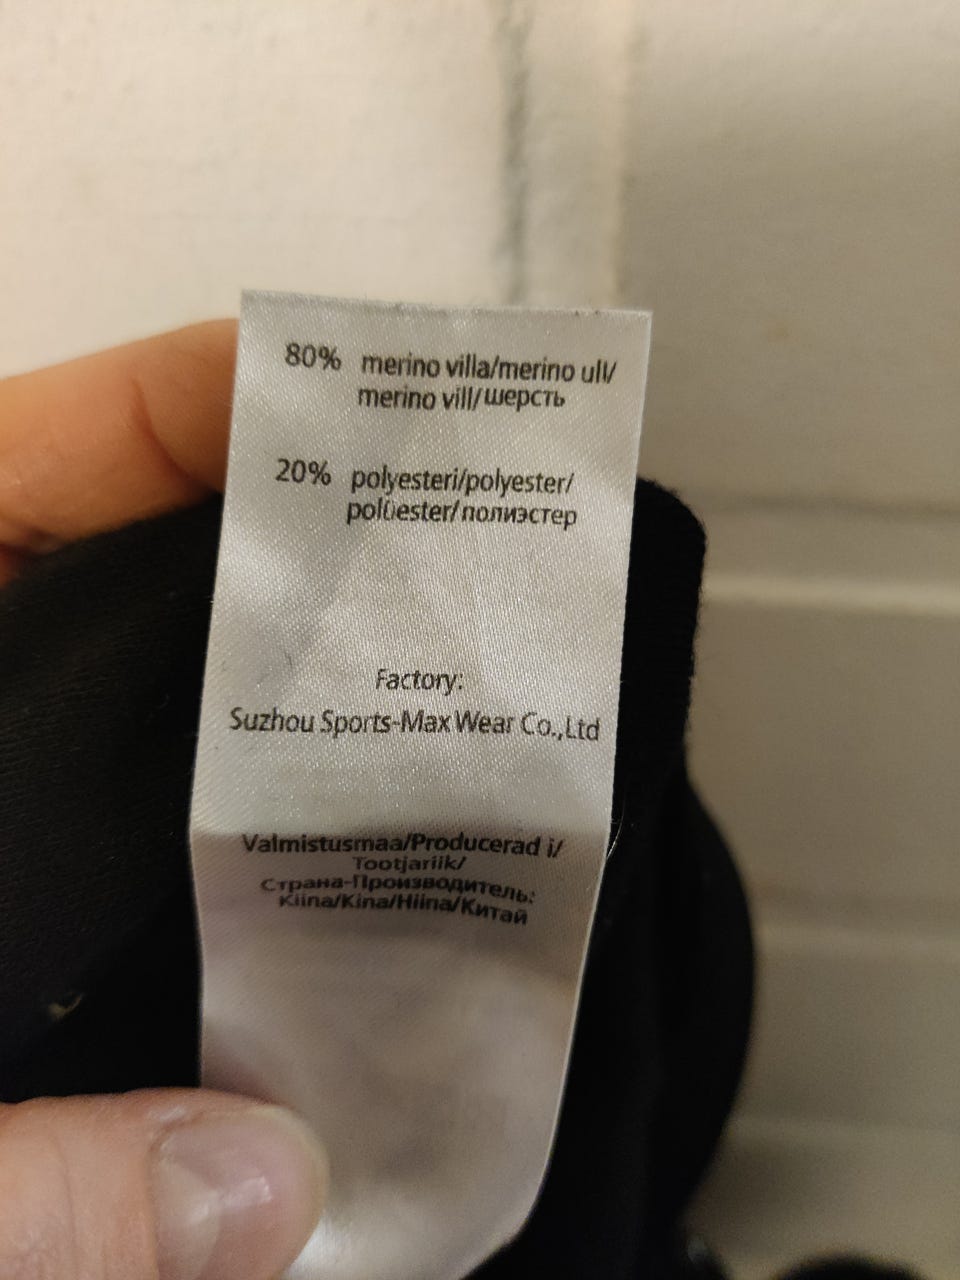 80% merino villa/merino ull/
merino vill/шерсть
20% polyesteri/polyester/
polüester/полиэстер
Factory:
Suzhou Sports-Max Wear Co.,Ltd
Valmistusmaa/Producerad i/
Tootjariik/
Страна-Производитель:
Kiina/Kina/Hiina/Китай